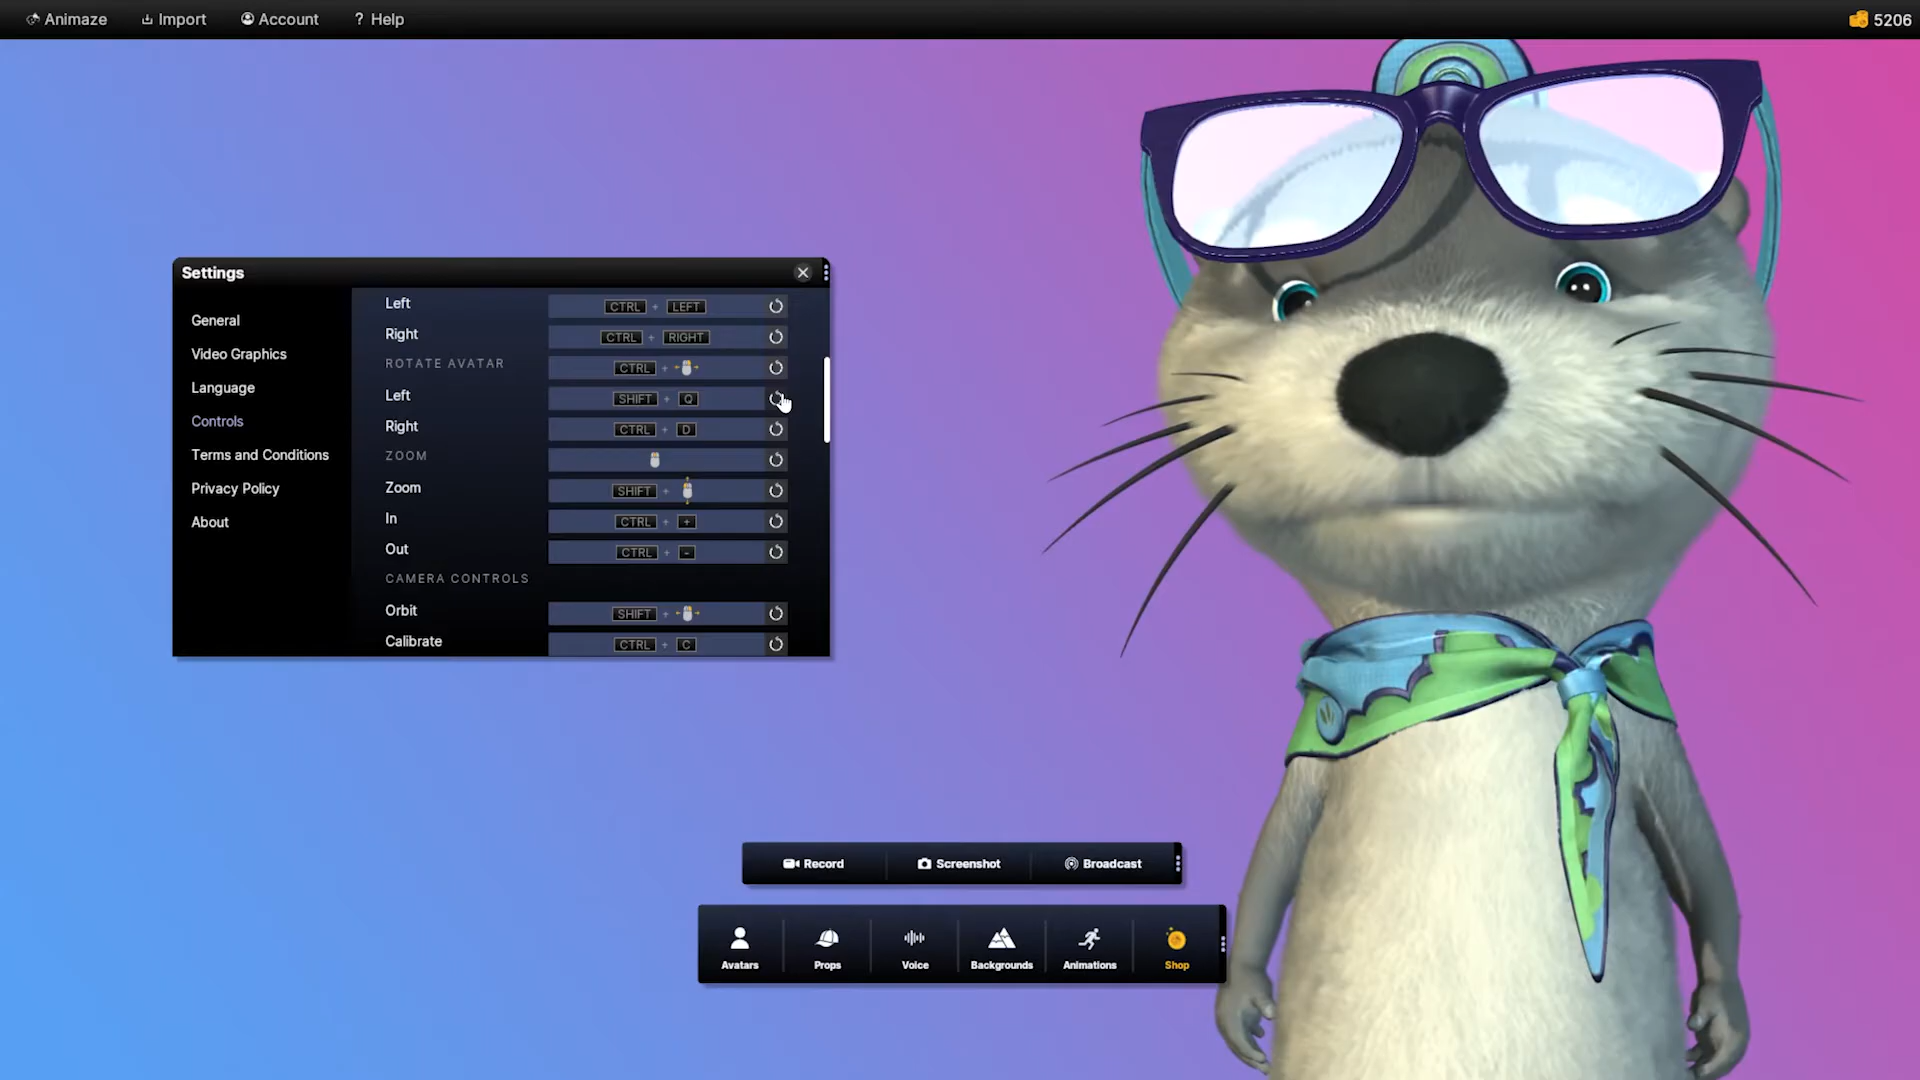 Animaze Import Account ? Help 5206
Settings
General
Video Graphics
Language
Controls
Terms and Conditions
Privacy Policy
About
Left CTRL + LEFT
Right CTRL + RIGHT
ROTATE AVATAR CTRL +
Left SHIFT + Q
Right CTRL + D
ZOOM
Zoom SHIFT +
In CTRL + +
Out CTRL + -
CAMERA CONTROLS
Orbit SHIFT +
Calibrate CTRL + C
Record Screenshot Broadcast
Avatars Props Voice Backgrounds Animations Shop